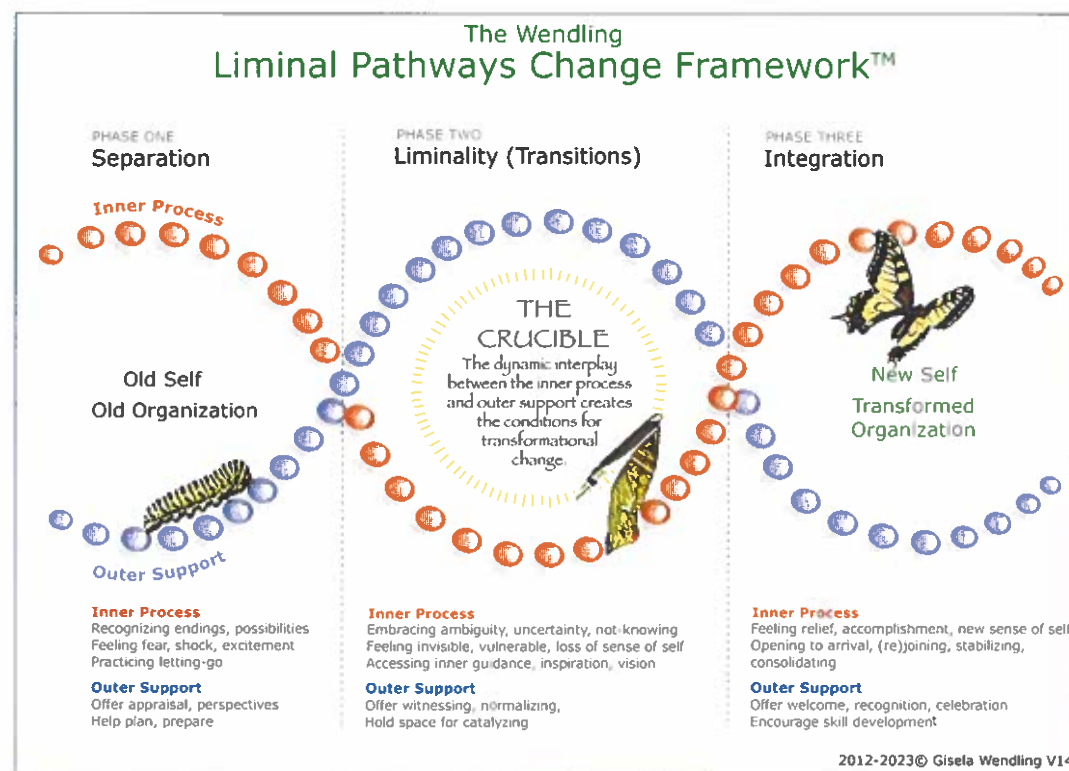 The Wendling
Liminal Pathways Change Framework™
PHASE ONE
Separation
PHASE TWO
Liminality (Transitions)
PHASE THREE
Integration
Inner Process
THE
CRUCIBLE
The dynamic interplay
between the inner process
and outer support creates
the conditions for
transformational
change.
Old Self
Old Organization
New Self
Transformed
Organization
Outer Support
Inner Process
Recognizing endings, possibilities
Feeling fear, shock, excitement
Practicing letting-go
Outer Support
Offer appraisal, perspectives
Help plan, prepare
Inner Process
Embracing ambiguity, uncertainty, not-knowing
Feeling invisible, vulnerable, loss of sense of self
Accessing inner guidance, inspiration, vision
Outer Support
Offer witnessing, normalizing,
Hold space for catalyzing
Inner Process
Feeling relief, accomplishment, new sense of self
Opening to arrival, (re)joining, stabilizing,
consolidating
Outer Support
Offer welcome, recognition, celebration
Encourage skill development
2012-2023© Gisela Wendling V14